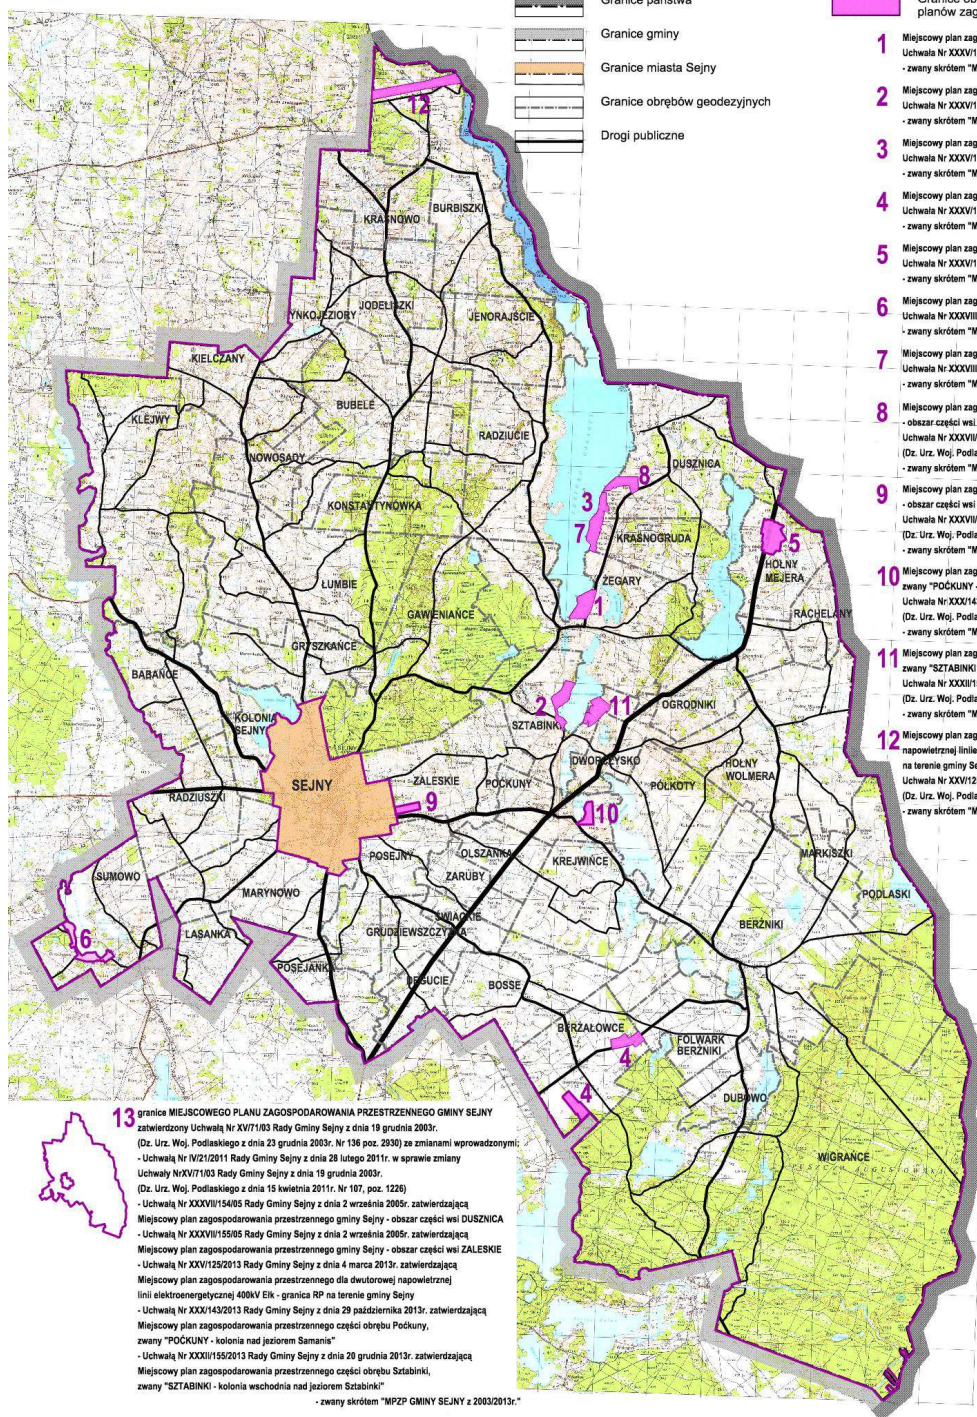 Granice państwa
Granice gminy
Granice miasta Sejny
Granice obrębów geodezyjnych
Drogi publiczne
planów zag
1 Miejscowy plan zag
Uchwała Nr XXXV/1
- zwany skrótem "M
2 Miejscowy plan zag
Uchwała Nr XXXV/1
- zwany skrótem "M
3 Miejscowy plan zag
Uchwała Nr XXXV/1
- zwany skrótem "M
4 Miejscowy plan zag
Uchwała Nr XXXV/1
- zwany skrótem "M
5 Miejscowy plan zag
Uchwała Nr XXXV/1
- zwany skrótem "M
6 Miejscowy plan zag
Uchwała Nr XXXVIII
- zwany skrótem "M
7 Miejscowy plan zag
Uchwała Nr XXXVIII
- zwany skrótem "M
8 Miejscowy plan zag
- obszar części wsi
Uchwała Nr XXXVII/
(Dz. Urz. Woj. Podla
- zwany skrótem "M
9 Miejscowy plan zag
- obszar części wsi
Uchwała Nr XXXVII/
(Dz. Urz. Woj. Podla
- zwany skrótem "M
10 Miejscowy plan zag
zwany "POĆKUNY -
Uchwała Nr XXX/14
(Dz. Urz. Woj. Podla
- zwany skrótem "M
11 Miejscowy plan zag
zwany "SZTABINKI
Uchwała Nr XXXII/1
(Dz. Urz. Woj. Podla
- zwany skrótem "M
12 Miejscowy plan zag
napowietrznej liniie
na terenie gminy Se
Uchwała Nr XXV/12
(Dz. Urz. Woj. Podla
- zwany skrótem "M
12
BURBISZKI
KRASNOWO
JODELISZKI
YNKOJEZIORY
JENORAJŚCIE
KIELCZANY
KLEJWY
BUBELE
RADZIUCIE
NOWOSADY
DUSZNICA
8
KONSTANTYNÓWKA
3
7
KRASNOGRUDA
5
HOŁNY
MEJERA
ŁUMBIE
ŻEGARY
1
GAWIENIAŃCE
RACHELANY
GRYSZKAŃCE
BABAŃCE
OGRODNIKI
2
11
KOLONIA
SEJNY
SZTABINK
DWORCZYSKO
HOŁNY
WOLMERA
SEJNY
ZALESKIE
POĆKUNY
PÓŁKOTY
RADZIUSZKI
9
10
POSEJNY
OLSZANKA
KREJWIŃCE
MARKISZKI
SUMOWO
ZARUBY
MARYNOWO
PODLASKI
ŚWIACKIE
BERŻNIKI
GRUDZIEWSZCZYZNA
LASANKA
6
POSEJANKA
DEGUCIE
BOSSE
BERŻAŁOWCE
FOLWARK
BERŻNIKI
4
4
DUBOWO
WIGRAŃCE
13 granice MIEJSCOWEGO PLANU ZAGOSPODAROWANIA PRZESTRZENNEGO GMINY SEJNY
zatwierdzony Uchwałą Nr XV/71/03 Rady Gminy Sejny z dnia 19 grudnia 2003r.
(Dz. Urz. Woj. Podlaskiego z dnia 23 grudnia 2003r. Nr 136 poz. 2930) ze zmianami wprowadzonymi:
- Uchwałą Nr IV/21/2011 Rady Gminy Sejny z dnia 28 lutego 2011r. w sprawie zmiany
Uchwały NrXV/71/03 Rady Gminy Sejny z dnia 19 grudnia 2003r.
(Dz. Urz. Woj. Podlaskiego z dnia 15 kwietnia 2011r. Nr 107, poz. 1226)
- Uchwałą Nr XXXVII/154/05 Rady Gminy Sejny z dnia 2 września 2005r. zatwierdzającą
Miejscowy plan zagospodarowania przestrzennego gminy Sejny - obszar części wsi DUSZNICA
- Uchwałą Nr XXXVII/155/05 Rady Gminy Sejny z dnia 2 września 2005r. zatwierdzającą
Miejscowy plan zagospodarowania przestrzennego gminy Sejny - obszar części wsi ZALESKIE
- Uchwałą Nr XXV/125/2013 Rady Gminy Sejny z dnia 4 marca 2013r. zatwierdzającą
Miejscowy plan zagospodarowania przestrzennego dla dwutorowej napowietrznej
linii elektroenergetycznej 400kV Ełk - granica RP na terenie gminy Sejny
- Uchwałą Nr XXX/143/2013 Rady Gminy Sejny z dnia 29 października 2013r. zatwierdzającą
Miejscowy plan zagospodarowania przestrzennego części obrębu Poćkuny,
zwany "POĆKUNY - kolonia nad jeziorem Samanis"
- Uchwałą Nr XXXII/155/2013 Rady Gminy Sejny z dnia 20 grudnia 2013r. zatwierdzającą
Miejscowy plan zagospodarowania przestrzennego części obrębu Sztabinki,
zwany "SZTABINKI - kolonia wschodnia nad jeziorem Sztabinki"
- zwany skrótem "MPZP GMINY SEJNY z 2003/2013r."